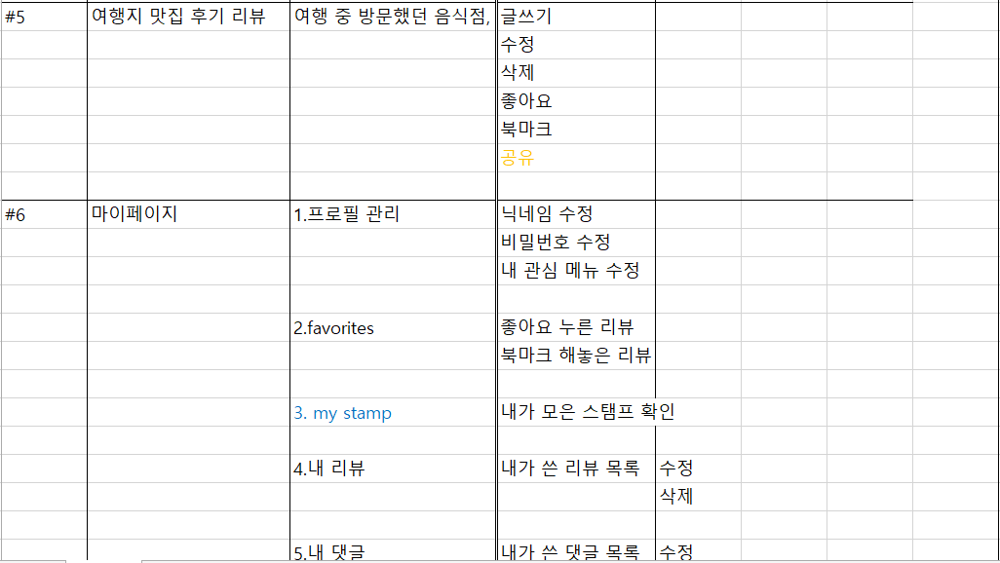 #5 여행지 맛집 후기 리뷰 여행 중 방문했던 음식점, 글쓰기
수정
삭제
좋아요
북마크
공유
#6 마이페이지 1.프로필 관리 닉네임 수정
비밀번호 수정
내 관심 메뉴 수정
2.favorites 좋아요 누른 리뷰
북마크 해놓은 리뷰
3. my stamp 내가 모은 스탬프 확인
4.내 리뷰 내가 쓴 리뷰 목록 수정
삭제
5.내 댓글 내가 쓴 댓글 목록 수정